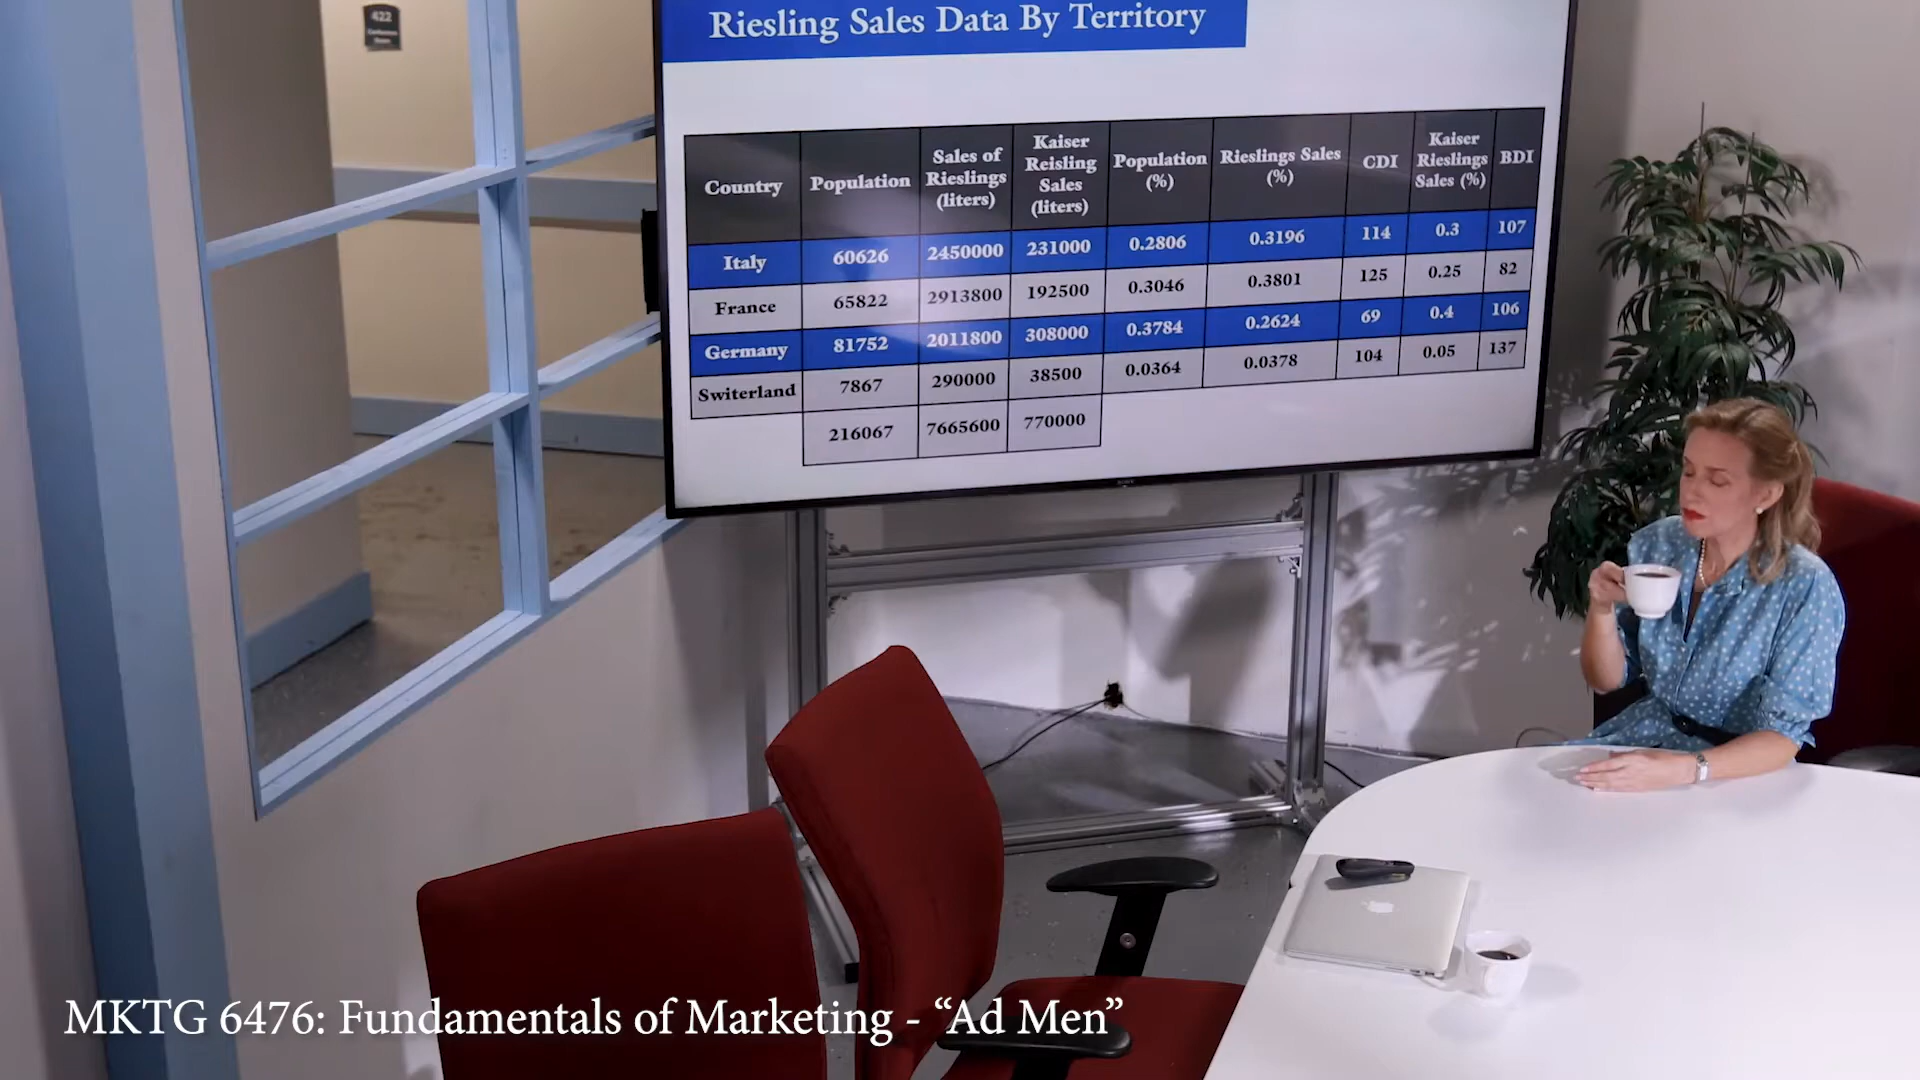 422
Conference
Room
Riesling Sales Data By Territory
Country Population Sales of Rieslings (liters) Kaiser Reisling Sales (liters) Population (%) Rieslings Sales (%) CDI Kaiser Rieslings Sales (%) BDI
Italy 60626 2450000 231000 0.2806 0.3196 114 0.3 107
France 65822 2913800 192500 0.3046 0.3801 125 0.25 82
Germany 81752 2011800 308000 0.3784 0.2624 69 0.4 106
Switerland 7867 290000 38500 0.0364 0.0378 104 0.05 137
216067 7665600 770000
SONY
MKTG 6476: Fundamentals of Marketing - “Ad Men”